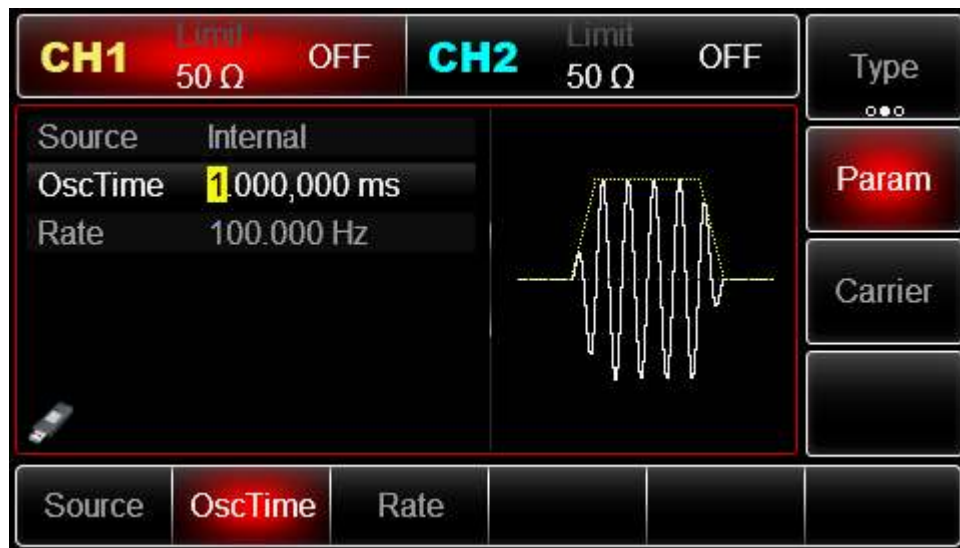 CH1 Limit 50 Ω OFF
CH2 Limit 50 Ω OFF
Type
Source Internal
OscTime 1.000,000 ms
Rate 100.000 Hz
Param
Carrier
Source OscTime Rate